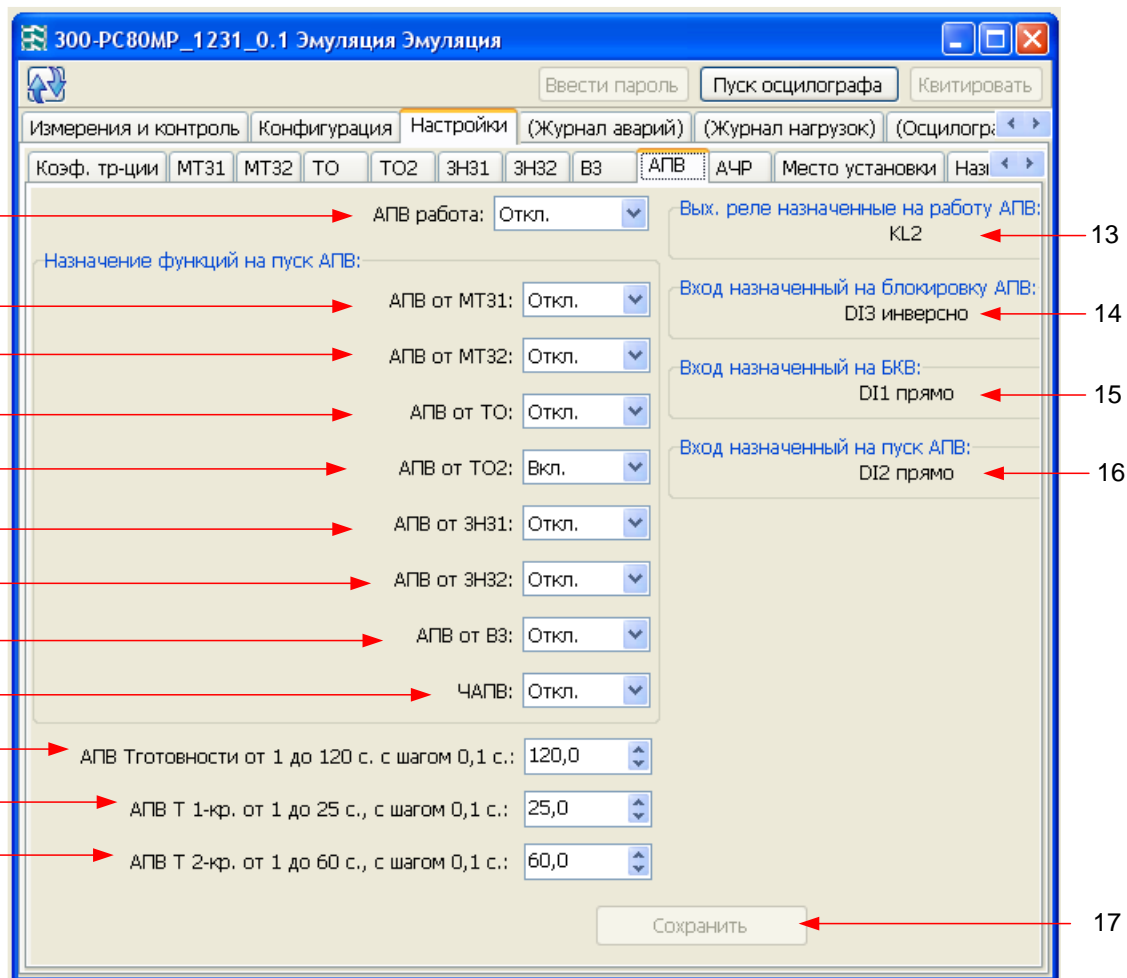 300-РС80МР_1231_0.1 Эмуляция Эмуляция
Ввести пароль
Пуск осцилографа
Квитировать
Измерения и контроль
Конфигурация
Настройки
(Журнал аварий)
(Журнал нагрузок)
(Осцилогра
Коэф. тр-ции
МТЗ1
МТЗ2
ТО
ТО2
ЗНЗ1
ЗНЗ2
ВЗ
АПВ
АЧР
Место установки
Назн
АПВ работа: Откл.
Назначение функций на пуск АПВ:
АПВ от МТЗ1: Откл.
АПВ от МТЗ2: Откл.
АПВ от ТО: Откл.
АПВ от ТО2: Вкл.
АПВ от ЗНЗ1: Откл.
АПВ от ЗНЗ2: Откл.
АПВ от ВЗ: Откл.
ЧАПВ: Откл.
АПВ Тготовности от 1 до 120 с. с шагом 0,1 с.: 120,0
АПВ Т 1-кр. от 1 до 25 с., с шагом 0,1 с.: 25,0
АПВ Т 2-кр. от 1 до 60 с., с шагом 0,1 с.: 60,0
Вых. реле назначенные на работу АПВ:
KL2
13
Вход назначенный на блокировку АПВ:
DI3 инверсно
14
Вход назначенный на БКВ:
DI1 прямо
15
Вход назначенный на пуск АПВ:
DI2 прямо
16
Сохранить
17